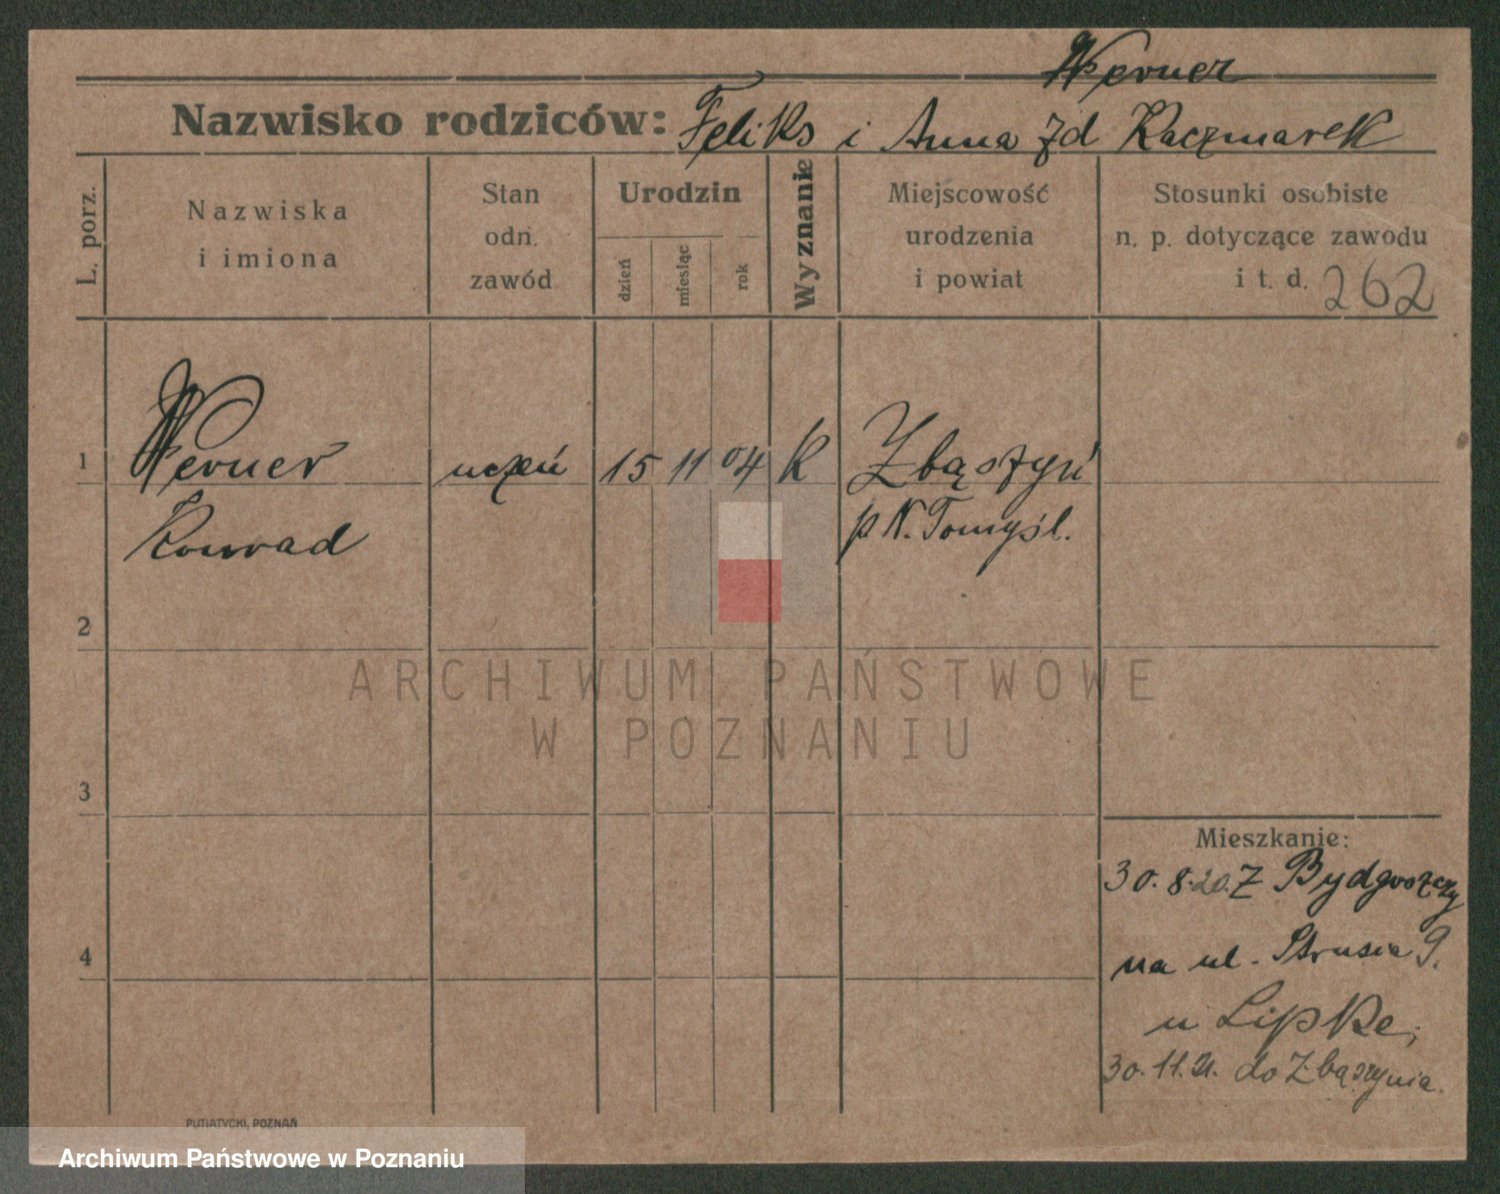 Werner
Nazwisko rodziców: Feliks i Anna zd Kaczmarek
L. porz.
Nazwiska i imiona
Stan odn. zawód
Urodzin
dzień
miesiąc
rok
Wyznanie
Miejscowość urodzenia i powiat
Stosunki osobiste n. p. dotyczące zawodu i t. d. 262
1 Werner uczeń 15 11 04 k Zbąszyń
Konrad p N. Tomyśl.
2
3
4
ARCHIWUM PAŃSTWOWE
W POZNANIU
Mieszkanie:
30. 8. 20. Z Bydgoszczy
na ul. Strusia 9.
u Lipke;
30. 11. 21. do Zbąszynia.
PUTIATYCKI, POZNAŃ
Archiwum Państwowe w Poznaniu